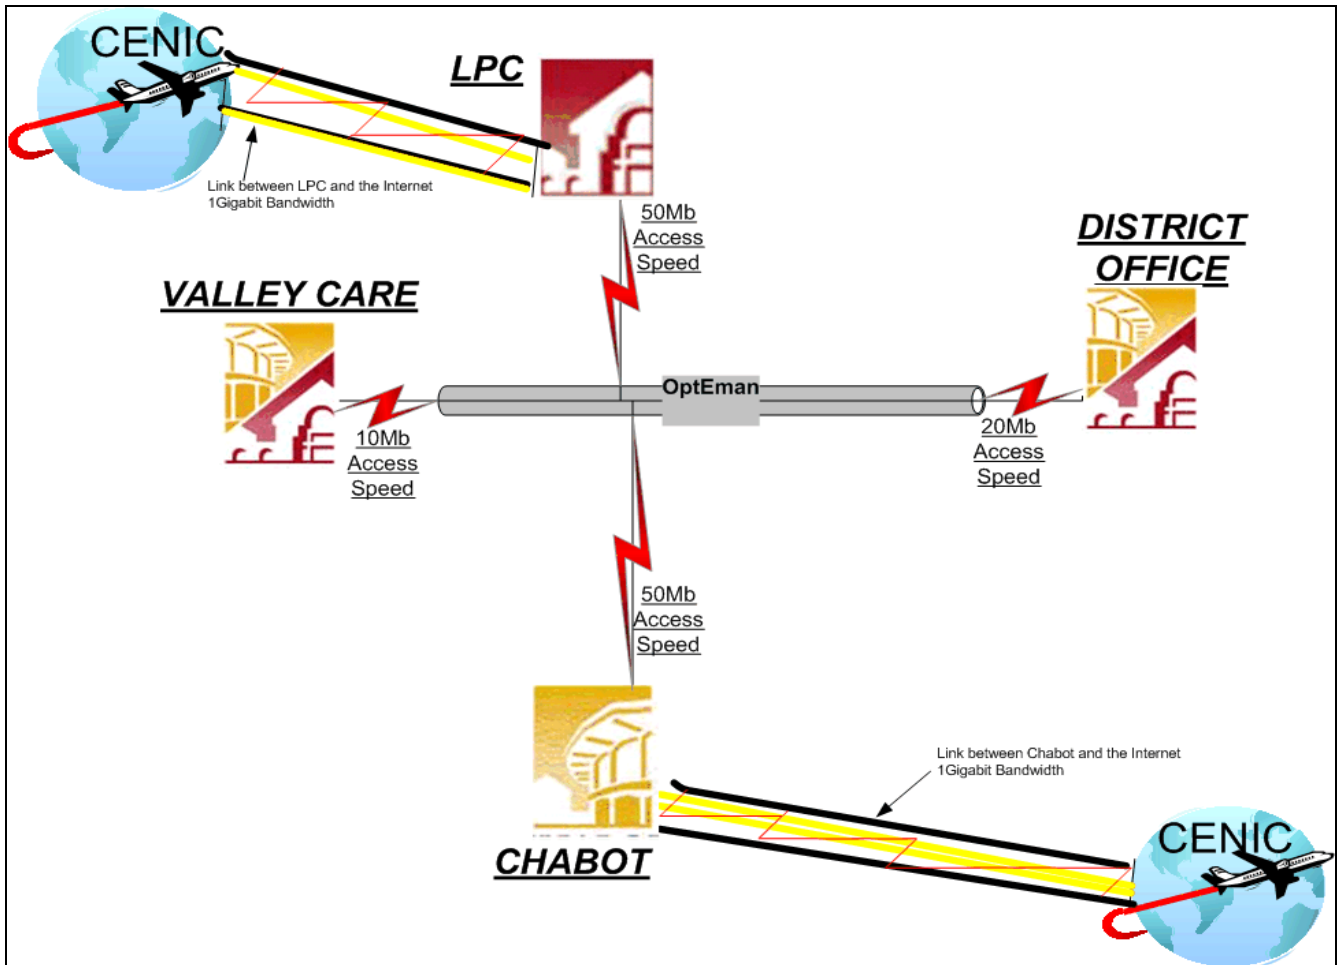 CENIC
LPC
Link between LPC and the Internet
1Gigabit Bandwidth
50Mb
Access
Speed
DISTRICT
OFFICE
VALLEY CARE
OptEman
10Mb
Access
Speed
20Mb
Access
Speed
50Mb
Access
Speed
Link between Chabot and the Internet
1Gigabit Bandwidth
CHABOT
CENIC